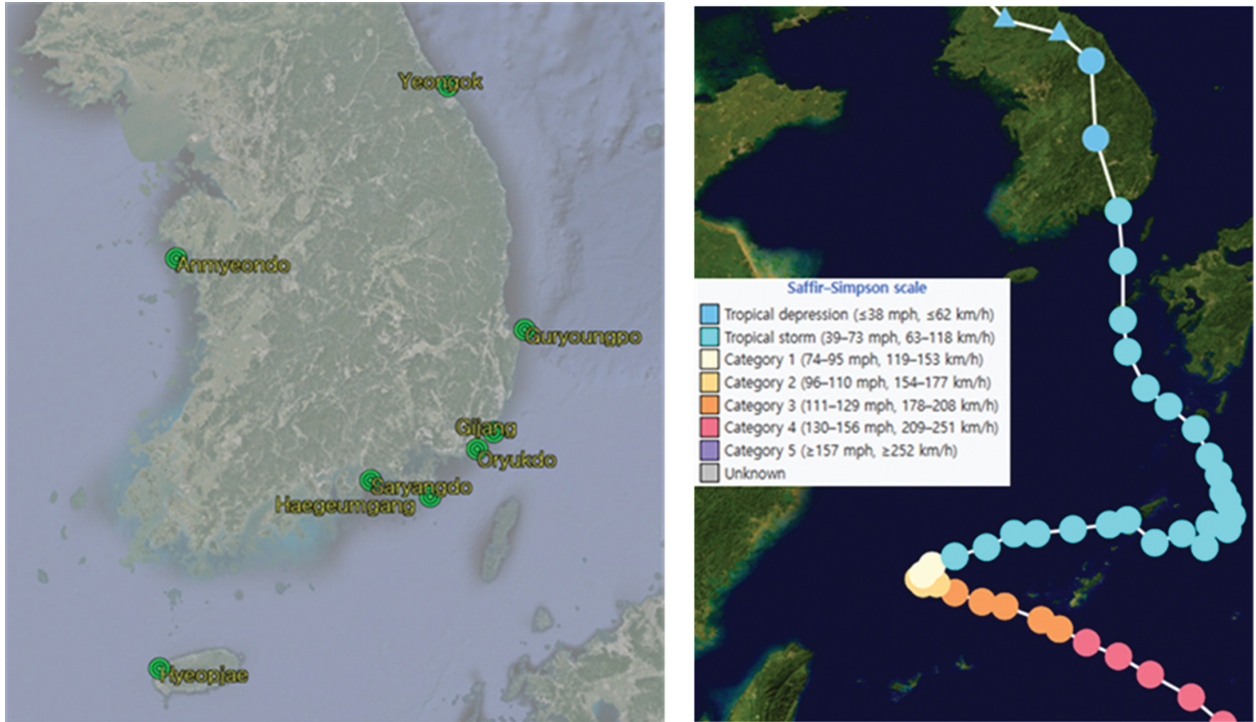 Yeongok
Anmyeondo
Guryoungpo
Gijang
Oryukdo
Saryangdo
Haegeumgang
Hyeopjae
Saffir–Simpson scale
Tropical depression (≤38 mph, ≤62 km/h)
Tropical storm (39–73 mph, 63–118 km/h)
Category 1 (74–95 mph, 119–153 km/h)
Category 2 (96–110 mph, 154–177 km/h)
Category 3 (111–129 mph, 178–208 km/h)
Category 4 (130–156 mph, 209–251 km/h)
Category 5 (≥157 mph, ≥252 km/h)
Unknown